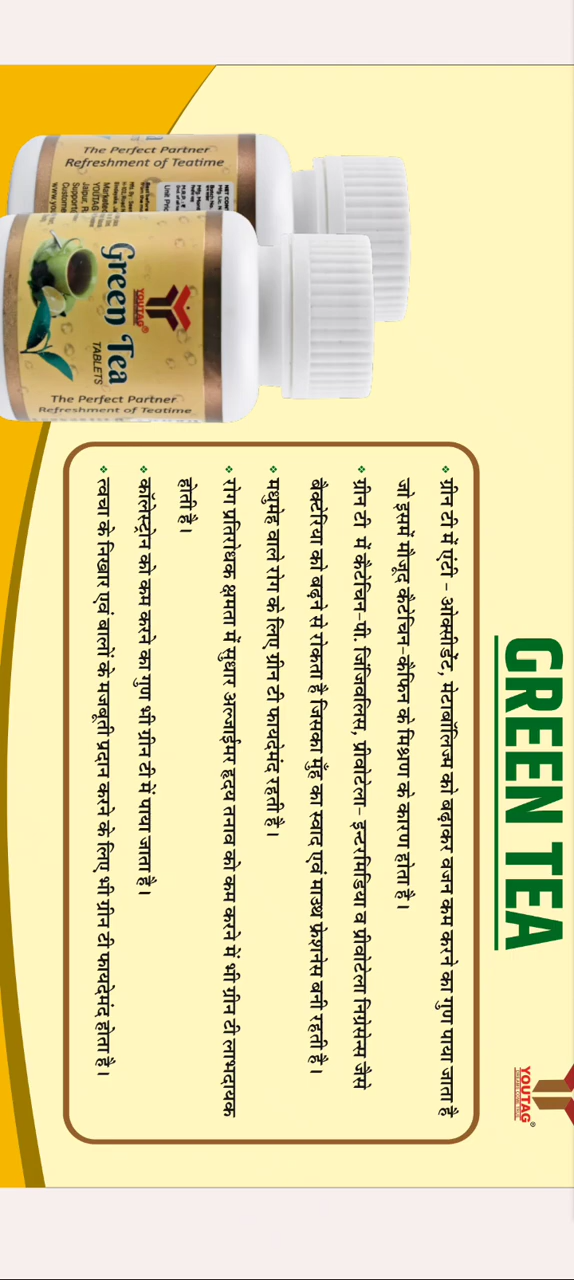 GREEN TEA
YOUTAG®
ग्रीन टी में एंटी - ओक्सीडेंट, मेटाबॉलिज्म को बढ़ाकर वजन कम करने का गुण पाया जाता है
जो इसमें मौजूद कैटेचिन-कैफिन के मिश्रण के कारण होता है।
ग्रीन टी में कैटेचिन-पी. जिंजिवलिस, प्रीवोटेला- इन्टरमिडिया व प्रीवोटेला निग्रेसेन्स जैसे
बैक्टेरिया को बढ़ने से रोकता है जिसका मुँह का स्वाद एवं माउथ फ्रेशनेस बनी रहती है।
मधुमेह वाले रोग के लिए ग्रीन टी फायदेमंद रहती है।
रोग प्रतिरोधक क्षमता में सुधार अल्जाईमर हृदय तनाव को कम करने में भी ग्रीन टी लाभदायक
होती है।
कॉलेस्ट्रोन को कम करने का गुण भी ग्रीन टी में पाया जाता है।
त्वचा के निखार एवं बालों के मजबूती प्रदान करने के लिए भी ग्रीन टी फायदेमंद होता है।
The Perfect Partner
Refreshment of Teatime
YOUTAG®
Green Tea
TABLETS
The Perfect Partner
Refreshment of Teatime